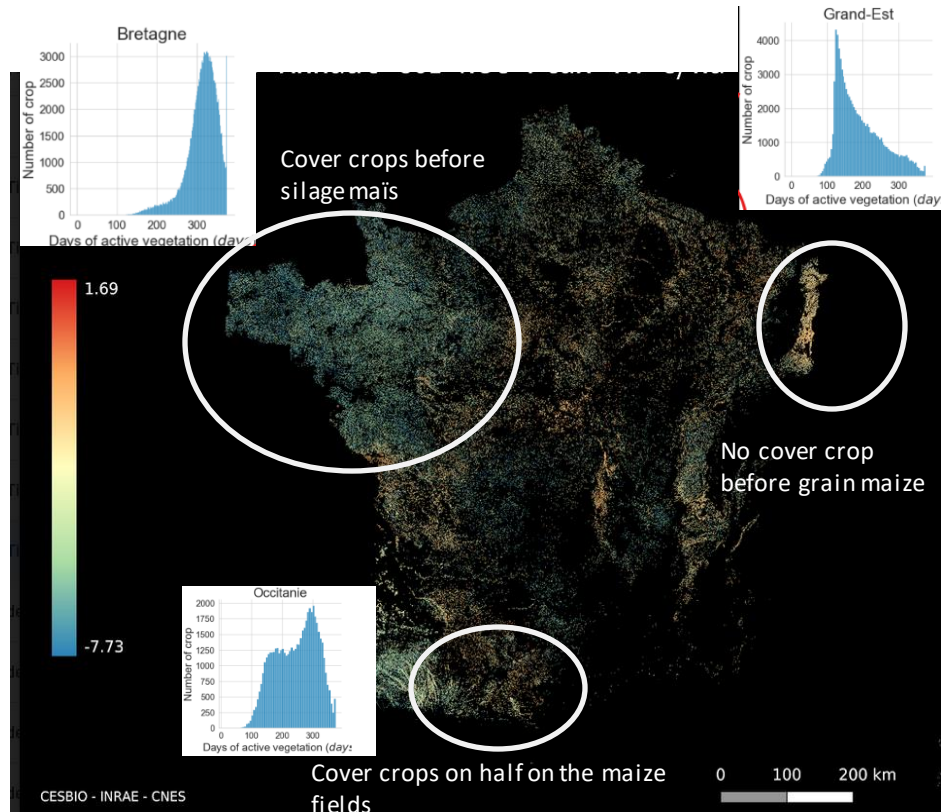 Bretagne
3000
2500
2000
1500
1000
500
0
Number of crop
0 100 200 300
Days of active vegetation (days
Grand-Est
4000
3000
2000
1000
0
Number of crop
0 100 200 300
Days of active vegetation (day
Cover crops before
silage maïs
1.69
-7.73
No cover crop
before grain maize
Occitanie
2000
1750
1500
1250
1000
750
500
250
0
Number of crop
0 100 200 300
Days of active vegetation (days
Cover crops on half on the maize
fields
0 100 200 km
CESBIO - INRAE - CNES